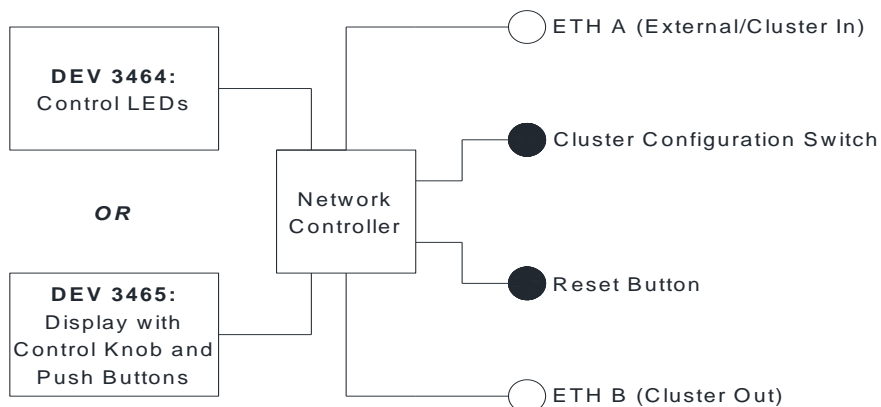 ETH A (External/Cluster In)
DEV 3464:
Control LEDs
Cluster Configuration Switch
Network
Controller
OR
Reset Button
DEV 3465:
Display with
Control Knob and
Push Buttons
ETH B (Cluster Out)